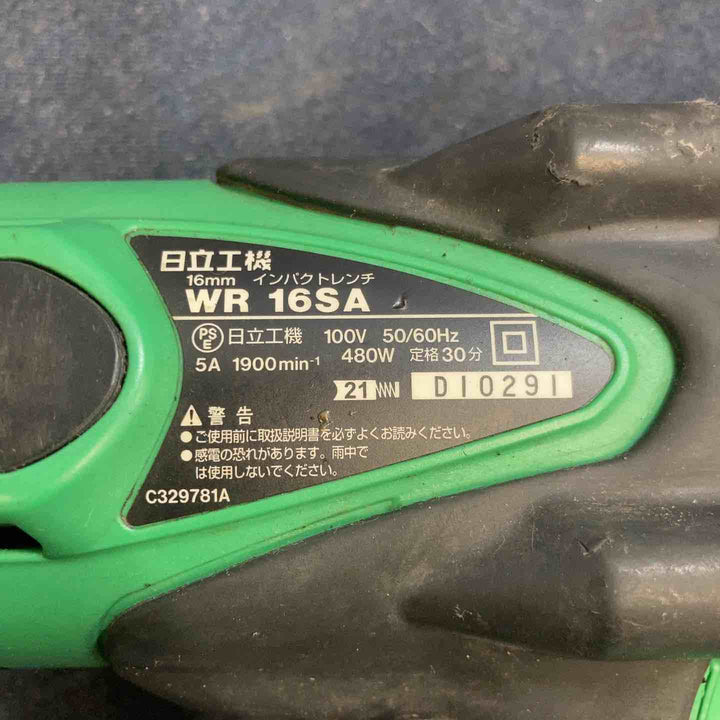 日立工機
16mm インパクトレンチ
WR 16SA
PSE 日立工機 100V 50/60Hz
5A 1900min-1 480W 定格30分
21 D10291
警告
●ご使用前に取扱説明書を必ずよくお読みください。
●感電の恐れがあります。雨中で
は使用しないでください。
C329781A